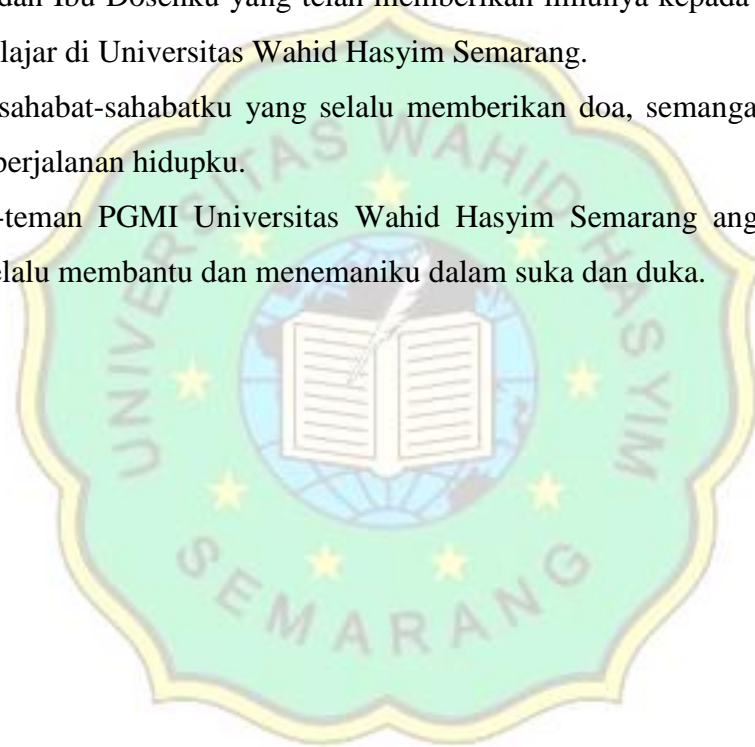 dan Ibu Dosenku yang telah memberikan ilmunya kepada
lajar di Universitas Wahid Hasyim Semarang.
sahabat-sahabatku yang selalu memberikan doa, semanga
perjalanan hidupku.
-teman PGMI Universitas Wahid Hasyim Semarang ang
elalu membantu dan menemaniku dalam suka dan duka.
UNIVERSITAS WAHID HASYIM
SEMARANG